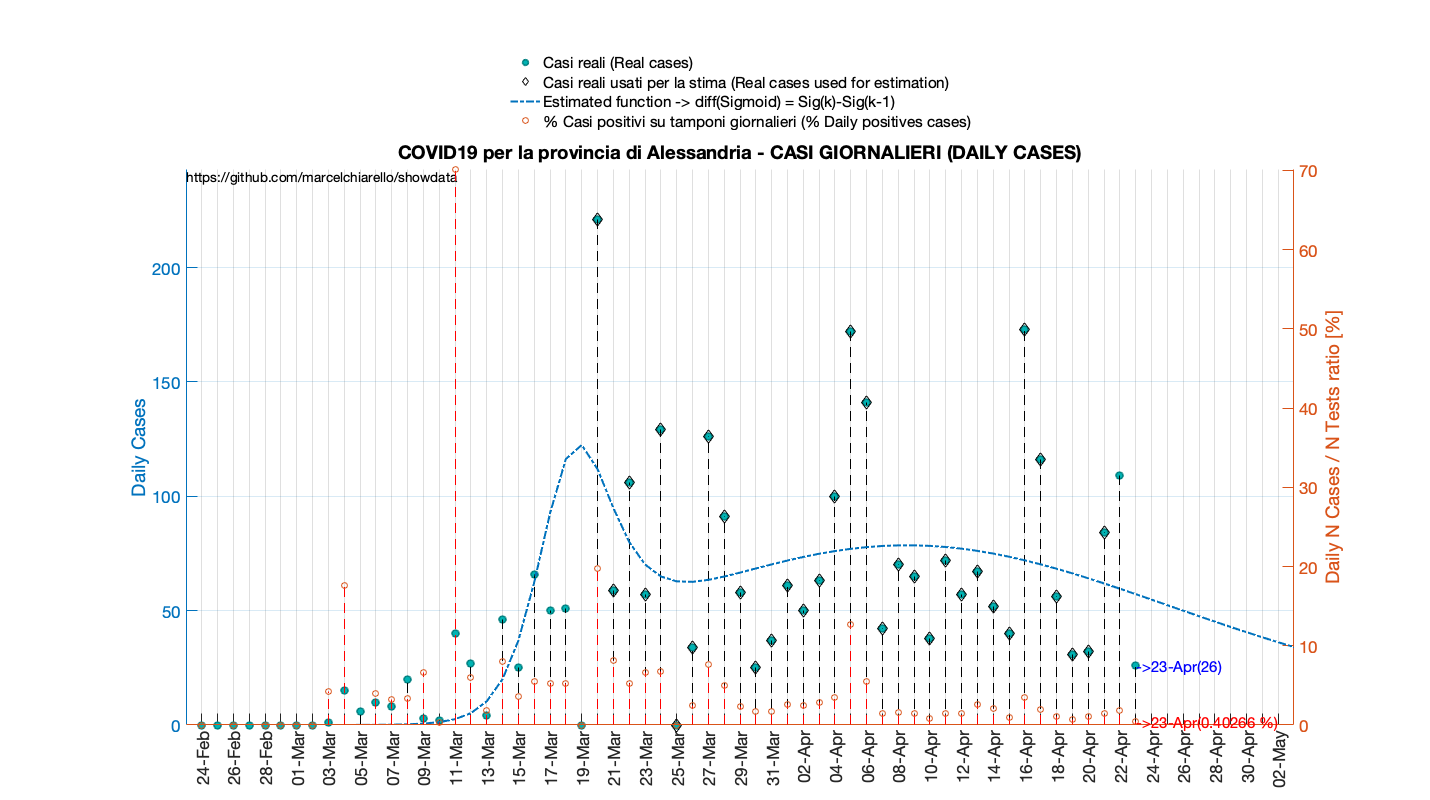 Casi reali (Real cases)
Casi reali usati per la stima (Real cases used for estimation)
Estimated function -> diff(Sigmoid) = Sig(k)-Sig(k-1)
% Casi positivi su tamponi giornalieri (% Daily positives cases)
COVID19 per la provincia di Alessandria - CASI GIORNALIERI (DAILY CASES)
https://github.com/marcelchiarello/showdata
Daily Cases
200
150
100
50
0
70
60
50
40
30
20
10
0
Daily N Cases / N Tests ratio [%]
->23-Apr(26)
->23-Apr(0.40266 %)
24-Feb
26-Feb
28-Feb
01-Mar
03-Mar
05-Mar
07-Mar
09-Mar
11-Mar
13-Mar
15-Mar
17-Mar
19-Mar
21-Mar
23-Mar
25-Mar
27-Mar
29-Mar
31-Mar
02-Apr
04-Apr
06-Apr
08-Apr
10-Apr
12-Apr
14-Apr
16-Apr
18-Apr
20-Apr
22-Apr
24-Apr
26-Apr
28-Apr
30-Apr
02-May